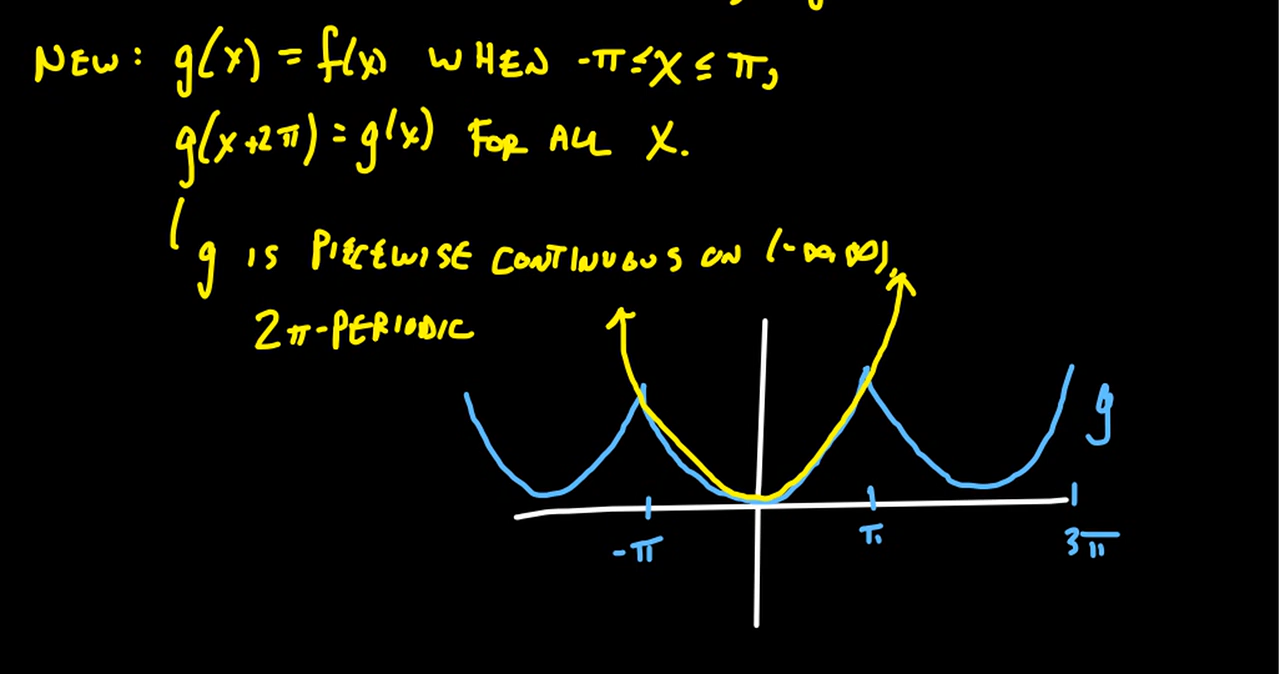 NEW: g(x) = f(x) WHEN -π≤x≤π,
g(x+2π) = g(x) FOR ALL X.
g IS PIECEWISE CONTINUOUS ON (-∞,∞),
2π-PERIODIC
g
-π
π
3π